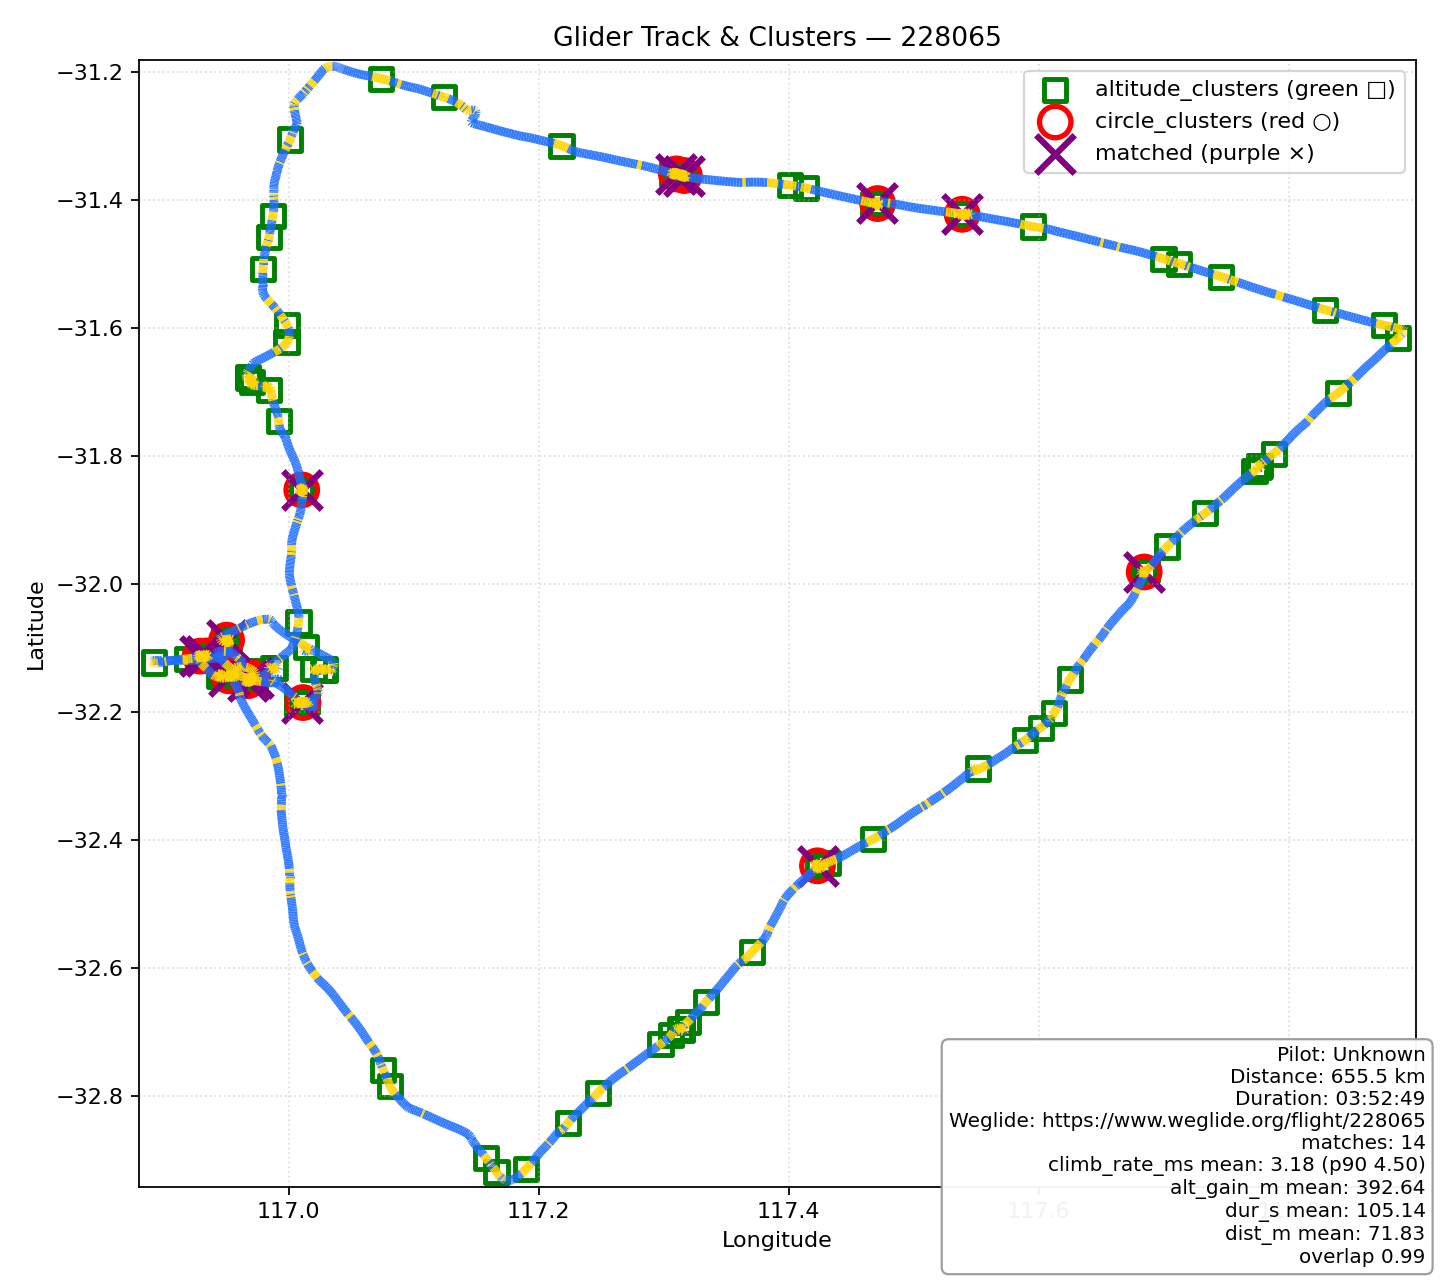 Glider Track & Clusters — 228065
altitude_clusters (green □)
circle_clusters (red ○)
matched (purple ×)
−31.2
−31.4
−31.6
−31.8
−32.0
−32.2
−32.4
−32.6
−32.8
Latitude
117.0
117.2
117.4
117.6
Longitude
Pilot: Unknown
Distance: 655.5 km
Duration: 03:52:49
Weglide: https://www.weglide.org/flight/228065
matches: 14
climb_rate_ms mean: 3.18 (p90 4.50)
alt_gain_m mean: 392.64
dur_s mean: 105.14
dist_m mean: 71.83
overlap 0.99